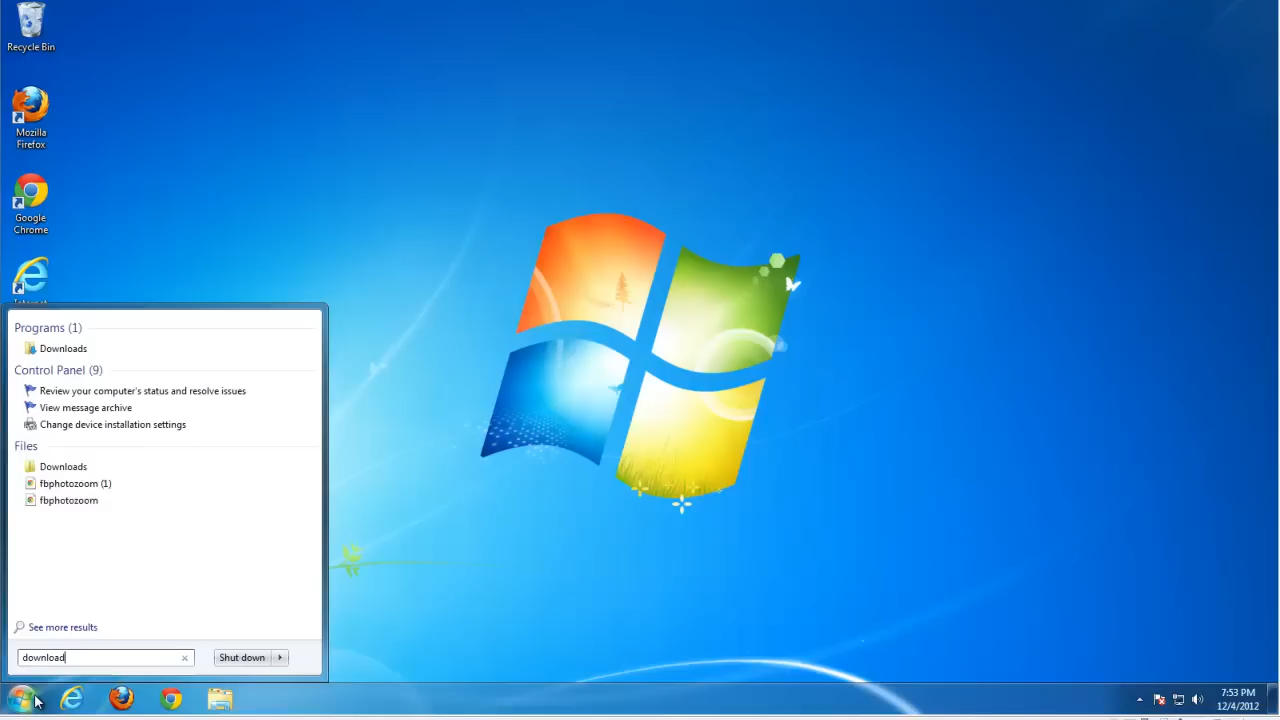 Recycle Bin
Mozilla
Firefox
Google
Chrome
Programs (1)
Downloads
Control Panel (9)
Review your computer's status and resolve issues
View message archive
Change device installation settings
Files
Downloads
fbphotozoom (1)
fbphotozoom
See more results
download
Shut down
7:53 PM
12/4/2012